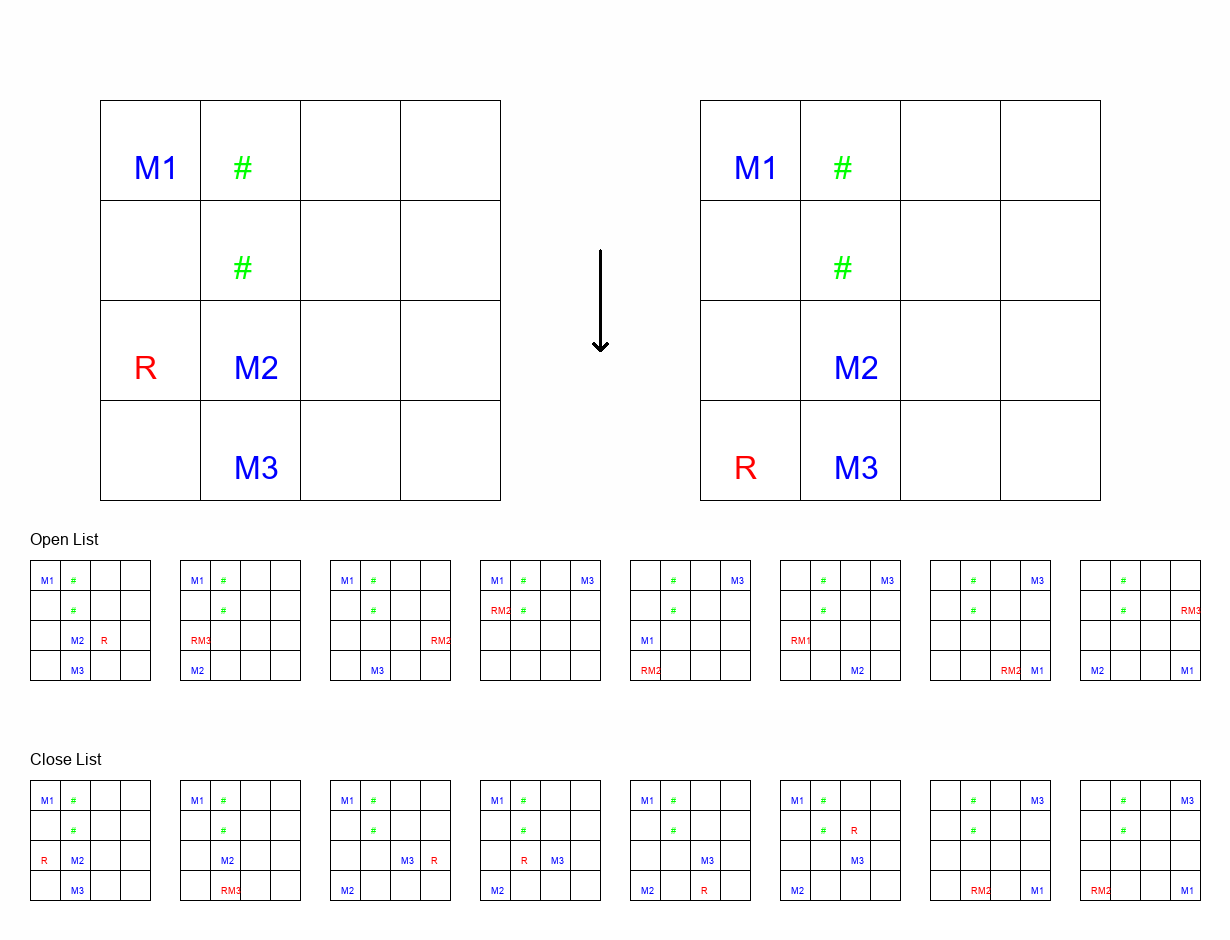 M1 # M1 #
# #
R M2 M2
M3 R M3
Open List
M1 # M1 # M1 # M1 # M3 # M3 # M3 # M3 #
# # # RM2 # # # # # RM3
M2 R RM3 RM2 M1 RM1
M3 M2 M3 RM2 M2 RM2 M1 M2 M1
Close List
M1 # M1 # M1 # M1 # M1 # M1 # # M3 # M3
# # # # # # R # #
R M2 M2 M3 R R M3 M3 M3
M3 RM3 M2 M2 M2 R M2 RM2 M1 RM2 M1